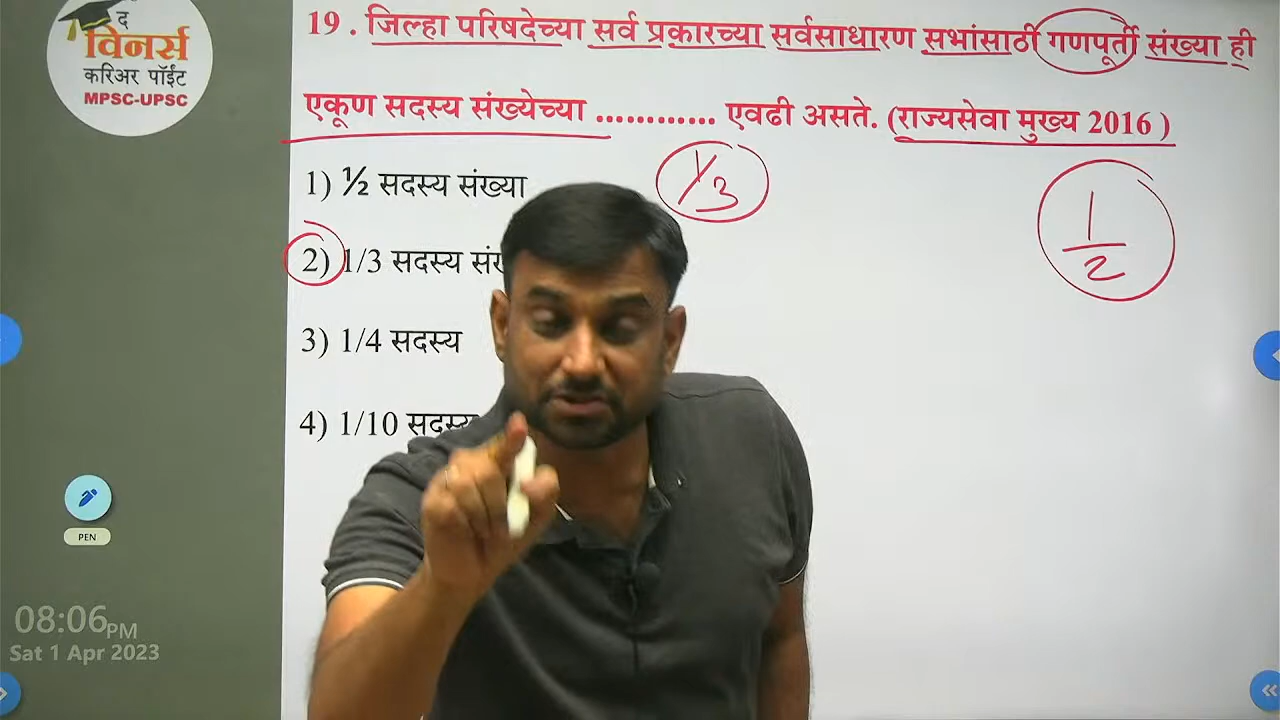 द
विनर्स
करिअर पॉईंट
MPSC-UPSC
19 . जिल्हा परिषदेच्या सर्व प्रकारच्या सर्वसाधारण सभांसाठी गणपूर्ती संख्या ही
एकूण सदस्य संख्येच्या ............ एवढी असते. (राज्यसेवा मुख्य 2016 )
1) ½ सदस्य संख्या
1/3
1/2
2) 1/3 सदस्य
3) 1/4 सदस्य
4) 1/10 सदस्य
PEN
08:06PM
Sat 1 Apr 2023